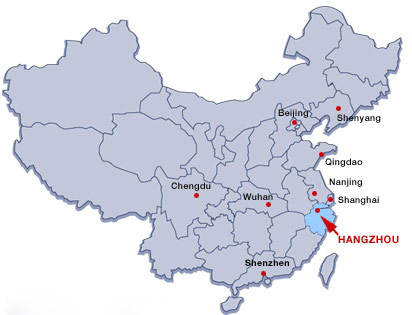 Beijing
Shenyang
Qingdao
Nanjing
Chengdu
Wuhan
Shanghai
HANGZHOU
Shenzhen